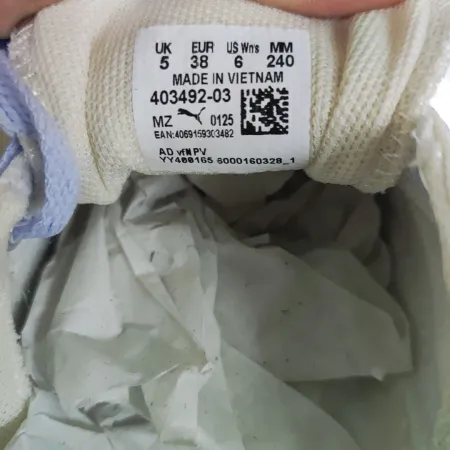 UK EUR US Wn's MM
5 38 6 240
MADE IN VIETNAM
403492-03
MZ 0125
EAN:4069159303482
AD vfN PV
YY400165 6000160328_1